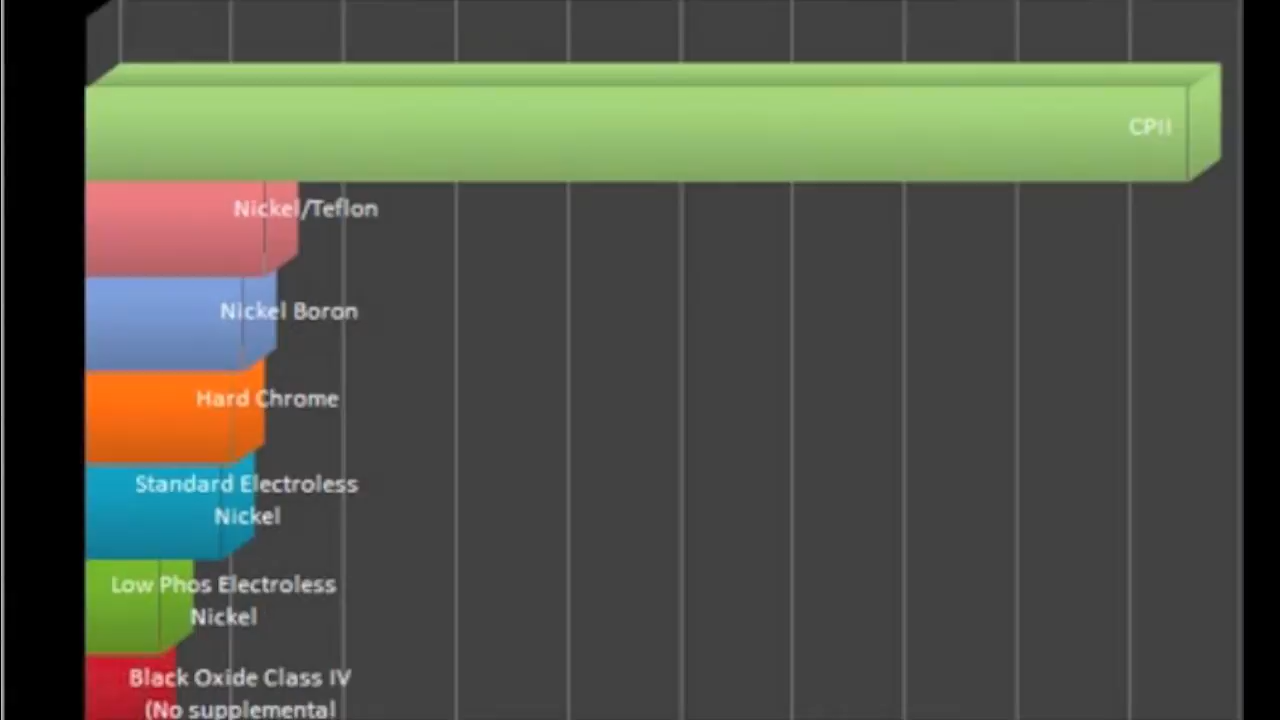 CPII
Nickel/Teflon
Nickel Boron
Hard Chrome
Standard Electroless
Nickel
Low Phos Electroless
Nickel
Black Oxide Class IV
(No supplemental